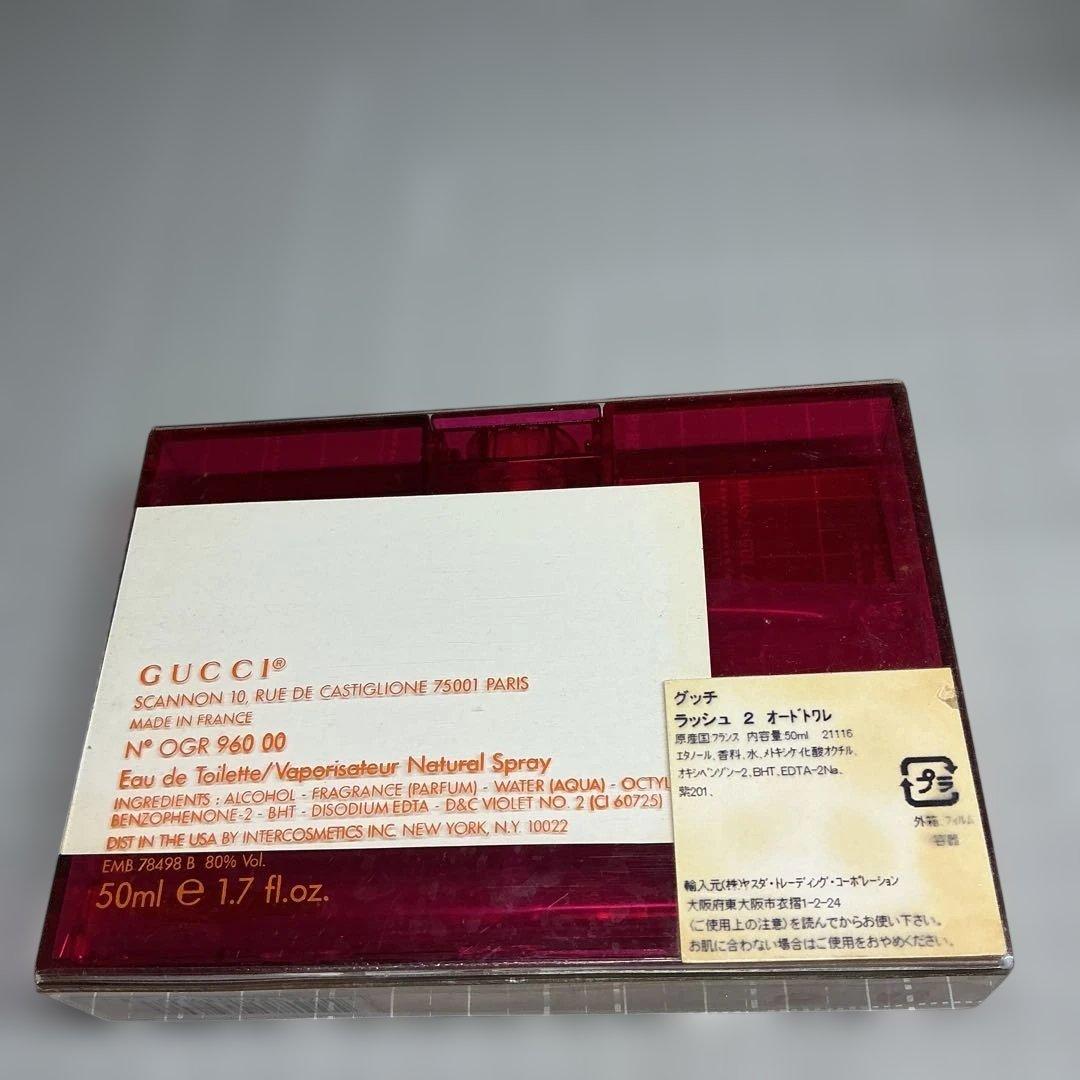 GUCCI®
SCANNON 10, RUE DE CASTIGLIONE 75001 PARIS
MADE IN FRANCE
Nº OGR 960 00
Eau de Toilette/Vaporisateur Natural Spray
INGREDIENTS : ALCOHOL - FRAGRANCE (PARFUM) - WATER (AQUA) - OCTYL
BENZOPHENONE-2 - BHT - DISODIUM EDTA - D&C VIOLET NO. 2 (CI 60725)
DIST IN THE USA BY INTERCOSMETICS INC. NEW YORK, N.Y. 10022
EMB 78498 B 80% Vol.
50ml e 1.7 fl.oz.
グッチ
ラッシュ 2 オードトワレ
原産国フランス 内容量50ml 21116
エタノール、香料、水、メトキシケイヒ酸オクチル、
オキシベンゾン-2、BHT、EDTA-2Na、
紫201、
プラ
外箱、フィルム
容器
輸入元(株)ヤスダ・トレーディング・コーポレーション
大阪府東大阪市衣摺1-2-24
〈ご使用上の注意〉を読んでからお使い下さい。
お肌に合わない場合はご使用をおやめください。